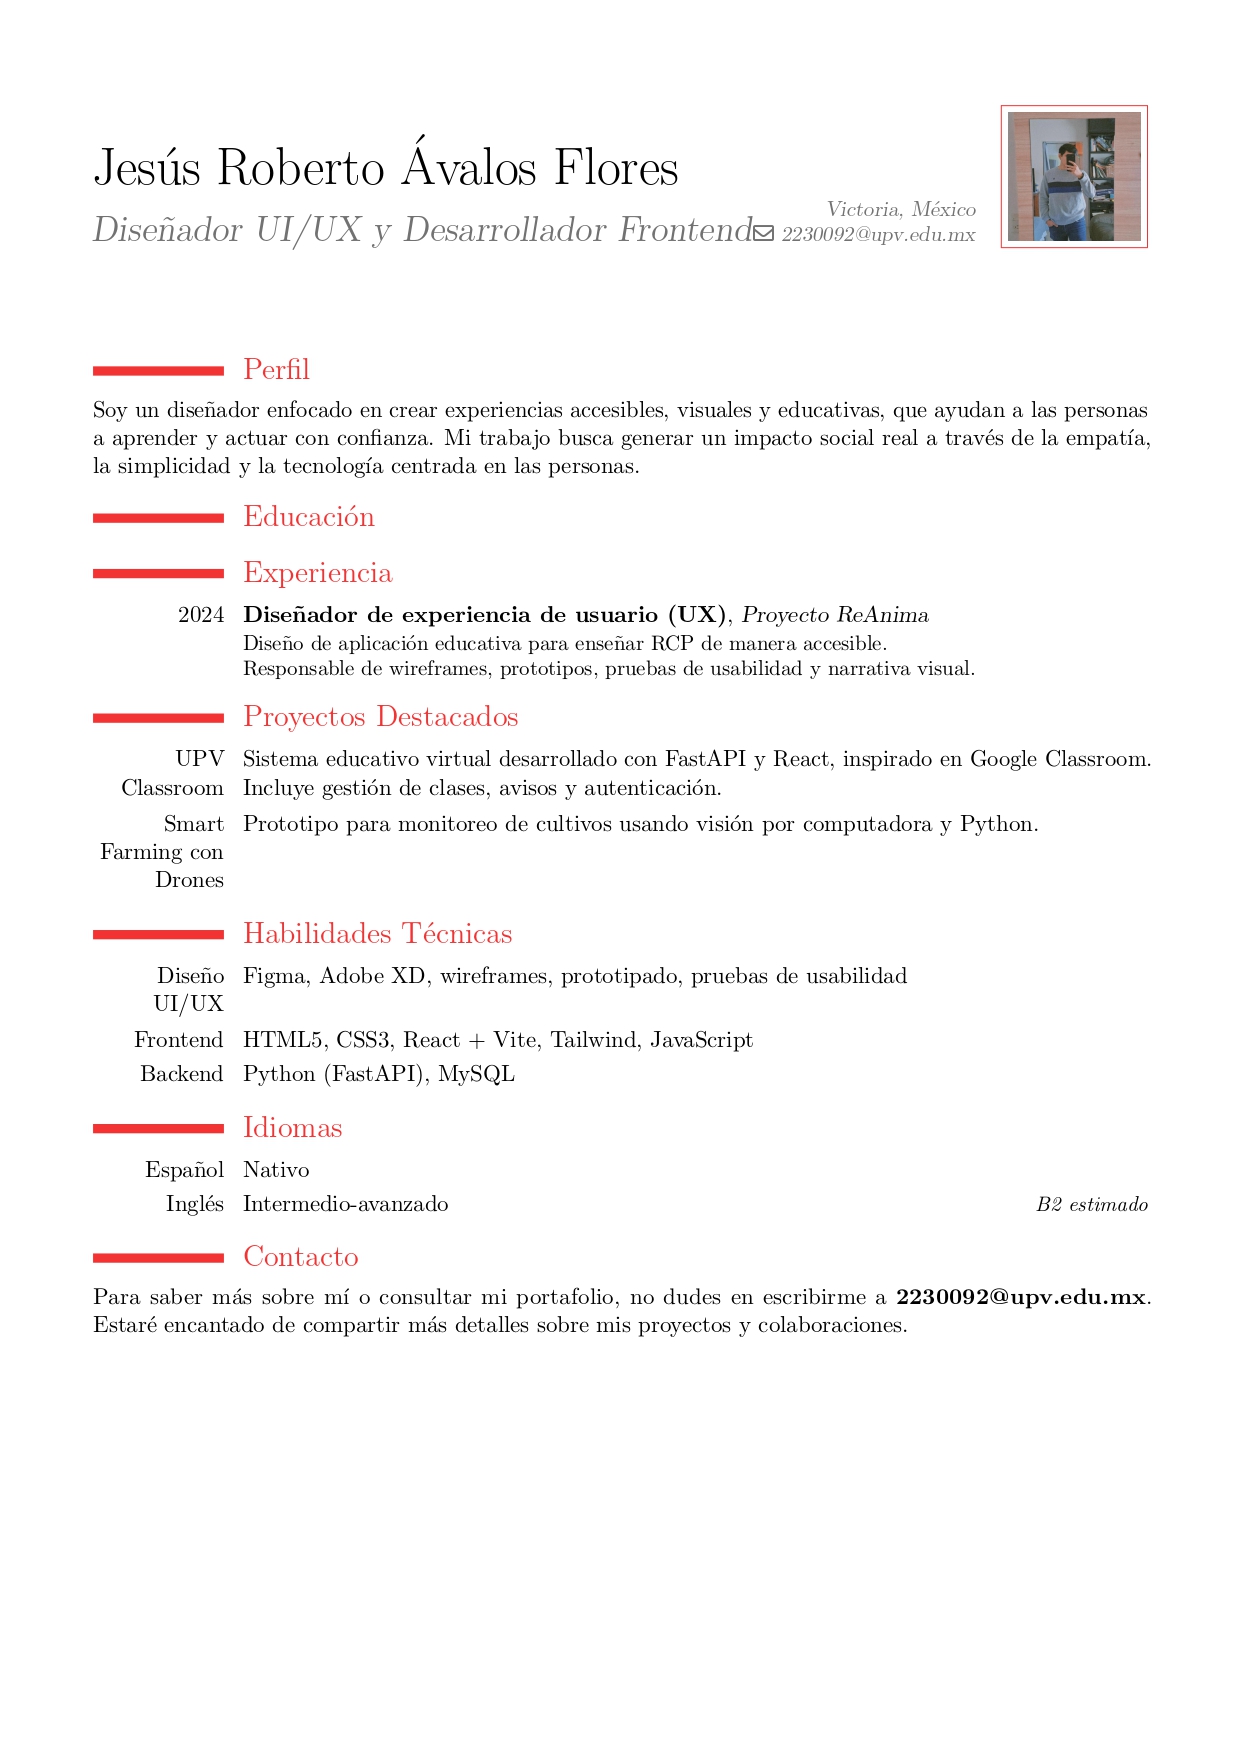 Jesús Roberto Ávalos Flores
Diseñador UI/UX y Desarrollador Frontend
Victoria, México
2230092@upv.edu.mx
Perfil
Soy un diseñador enfocado en crear experiencias accesibles, visuales y educativas, que ayudan a las personas
a aprender y actuar con confianza. Mi trabajo busca generar un impacto social real a través de la empatía,
la simplicidad y la tecnología centrada en las personas.
Educación
Experiencia
2024 Diseñador de experiencia de usuario (UX), Proyecto ReAnima
Diseño de aplicación educativa para enseñar RCP de manera accesible.
Responsable de wireframes, prototipos, pruebas de usabilidad y narrativa visual.
Proyectos Destacados
UPV Sistema educativo virtual desarrollado con FastAPI y React, inspirado en Google Classroom.
Classroom Incluye gestión de clases, avisos y autenticación.
Smart Prototipo para monitoreo de cultivos usando visión por computadora y Python.
Farming con
Drones
Habilidades Técnicas
Diseño Figma, Adobe XD, wireframes, prototipado, pruebas de usabilidad
UI/UX
Frontend HTML5, CSS3, React + Vite, Tailwind, JavaScript
Backend Python (FastAPI), MySQL
Idiomas
Español Nativo
Inglés Intermedio-avanzado B2 estimado
Contacto
Para saber más sobre mí o consultar mi portafolio, no dudes en escribirme a 2230092@upv.edu.mx.
Estaré encantado de compartir más detalles sobre mis proyectos y colaboraciones.